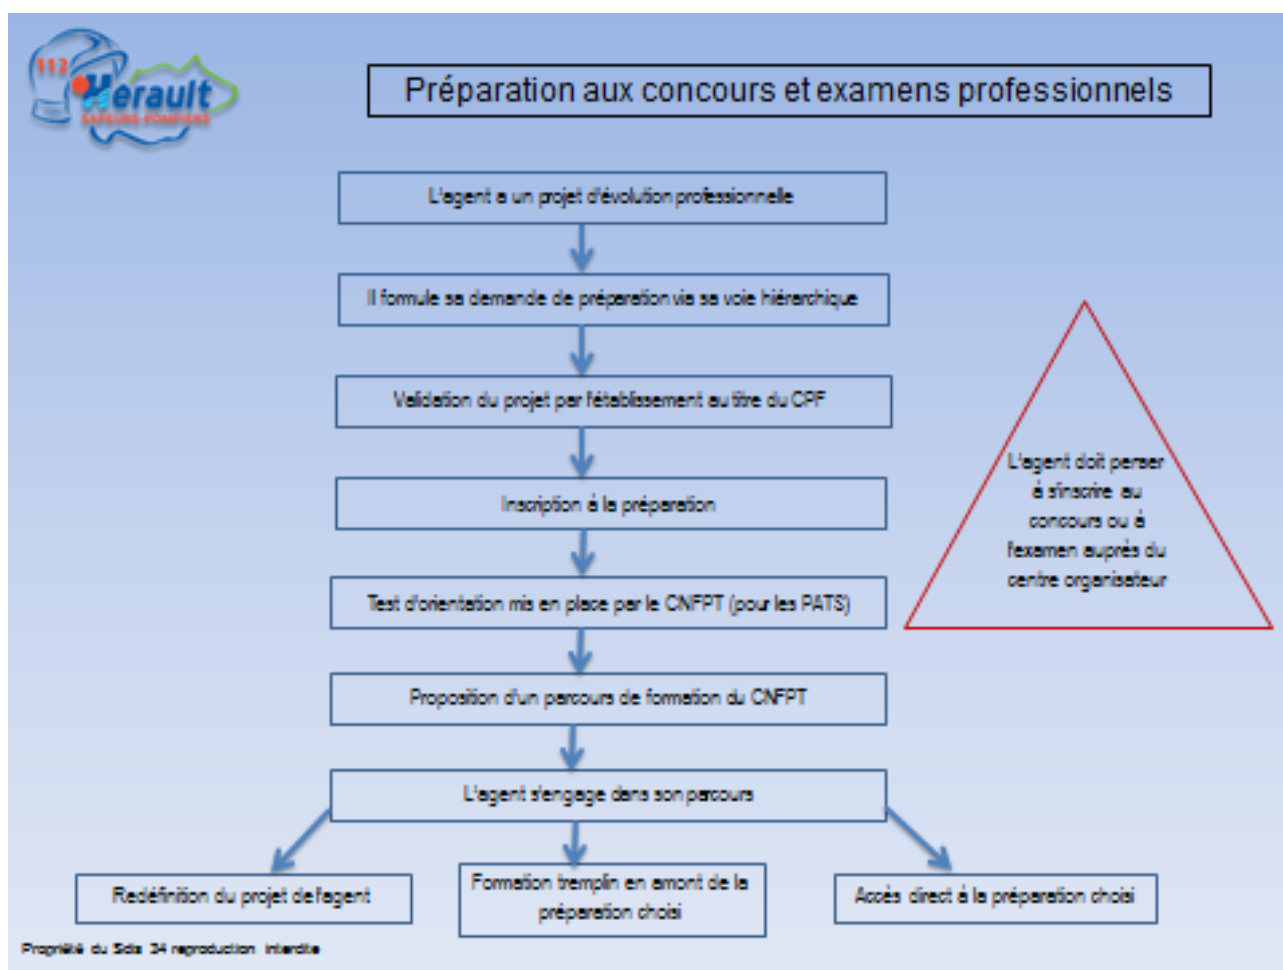 112
Hérault
SAPEURS-POMPIERS
Préparation aux concours et examens professionnels
L'agent a un projet d'évolution professionnelle
Il formule sa demande de préparation via sa voie hiérarchique
Validation du projet par l'établissement au titre du CPF
Inscription à la préparation
Test d'orientation mis en place par le CNFPT (pour les PATS)
Proposition d'un parcours de formation du CNFPT
L'agent s'engage dans son parcours
Redéfinition du projet de l'agent
Formation tremplin en amont de la
préparation choisi
Accès direct à la préparation choisi
L'agent doit penser
à s'inscrire au
concours ou à
l'examen auprès du
centre organisateur
Propriété du Sdis 34 reproduction interdite